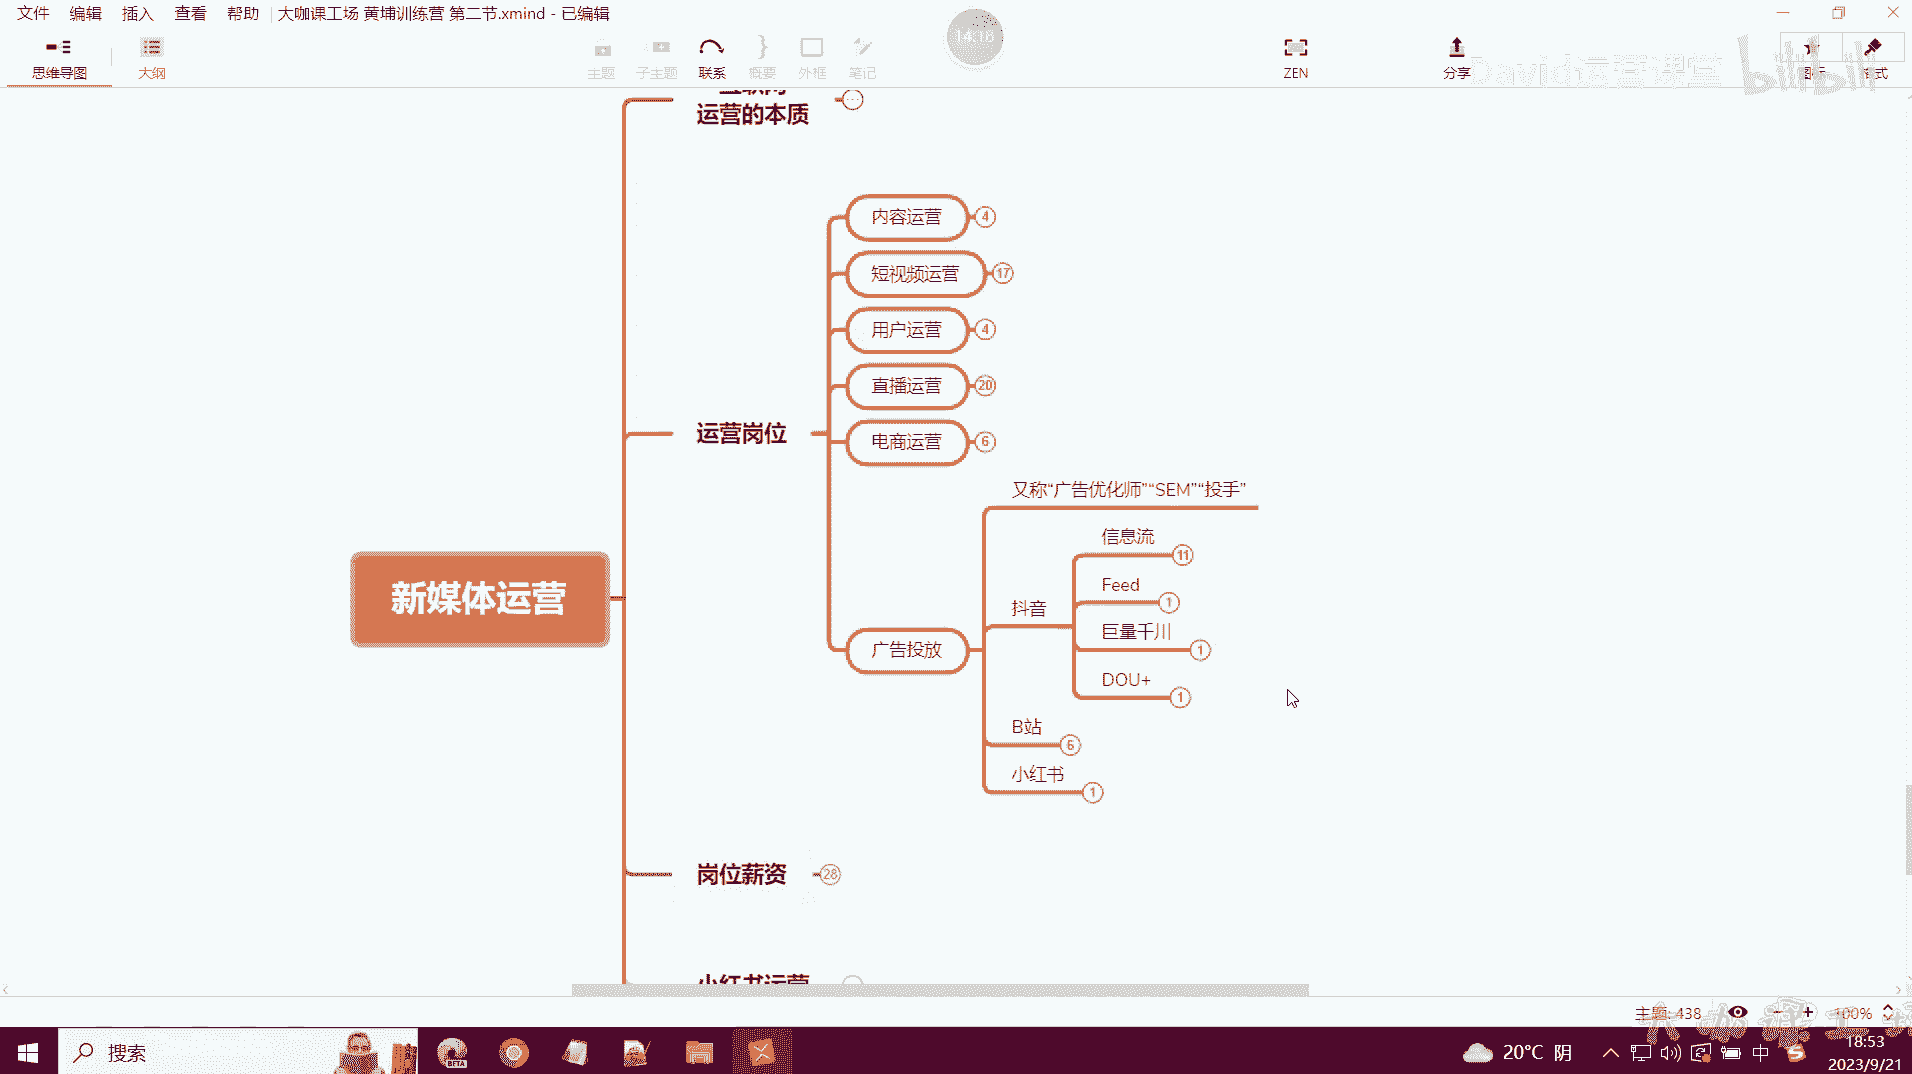 文件 编辑 插入 查看 帮助 大咖课工场 黄埔训练营 第二节.xmind - 已编辑
思维导图 大纲 主题 子主题 联系 概要 外框 笔记 14:18 ZEN 分享
David运营课堂 bilibili
运营的本质
内容运营 4
短视频运营 17
用户运营 4
直播运营 20
运营岗位
电商运营 6
又称“广告优化师”“SEM”“投手”
信息流 11
Feed 1
新媒体运营
抖音
巨量千川 1
广告投放
DOU+ 1
B站 6
小红书 1
岗位薪资 28
小红书运营
主题: 438 100%
搜索
BETA
20°C 阴
中
18:53
2023/9/21